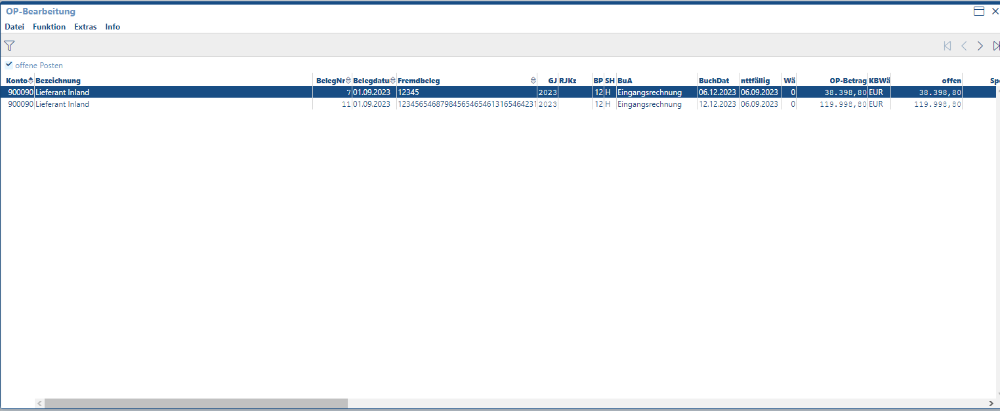 OP-Bearbeitung
Datei Funktion Extras Info
offene Posten
Konto Bezeichnung BelegNr Belegdatu Fremdbeleg GJ RJKz BP SH BuA BuchDat nttfällig Wä OP-Betrag KBWä offen Spe
900090 Lieferant Inland 7 01.09.2023 12345 2023 12 H Eingangsrechnung 06.12.2023 06.09.2023 0 38.398,80 EUR 38.398,80
900090 Lieferant Inland 11 01.09.2023 123456546879845654654613165464231 2023 12 H Eingangsrechnung 12.12.2023 06.09.2023 0 119.998,80 EUR 119.998,80